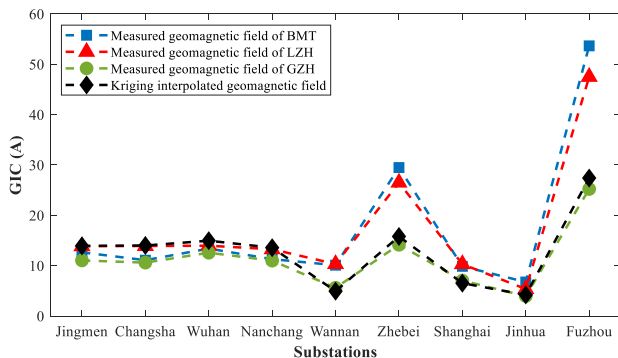 60
50
40
30
20
10
0
GIC (A)
Measured geomagnetic field of BMT
Measured geomagnetic field of LZH
Measured geomagnetic field of GZH
Kriging interpolated geomagnetic field
Jingmen Changsha Wuhan Nanchang Wannan Zhebei Shanghai Jinhua Fuzhou
Substations